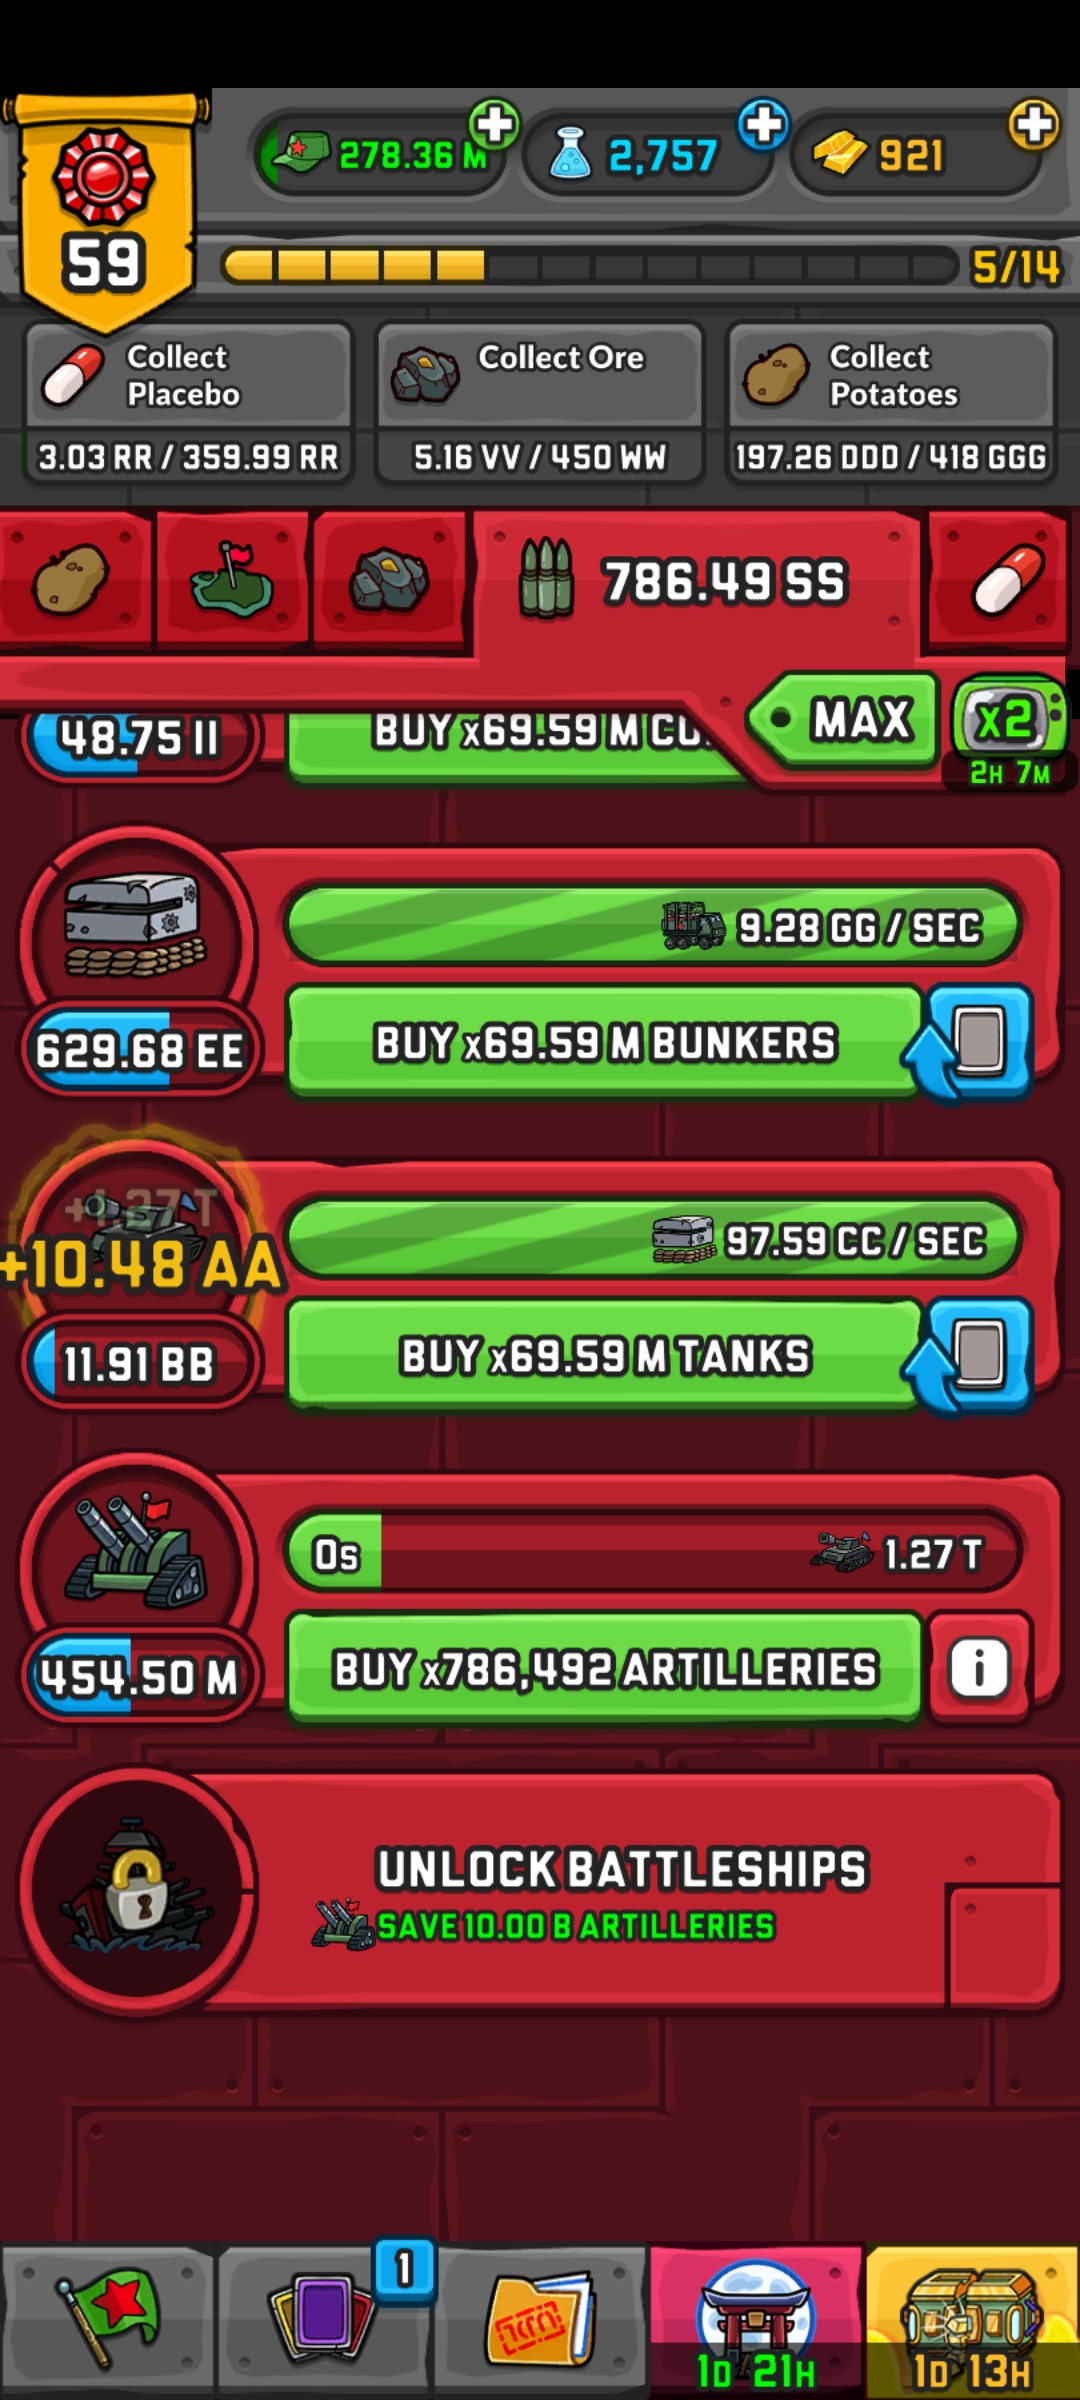 278.36 M
2,757
921
59
5/14
Collect
Placebo
3.03 RR / 359.99 RR
Collect Ore
5.16 VV / 450 WW
Collect
Potatoes
197.26 DDD / 418 GGG
786.49 SS
MAX
x2
2H 7M
48.75 II
BUY x69.59 M
9.28 GG / SEC
629.68 EE
BUY x69.59 M BUNKERS
+1.27 T
+10.48 AA
97.59 CC / SEC
11.91 BB
BUY x69.59 M TANKS
0s
1.27 T
454.50 M
BUY x786,492 ARTILLERIES
i
UNLOCK BATTLESHIPS
SAVE 10.00 B ARTILLERIES
1
1D 21H
1D 13H